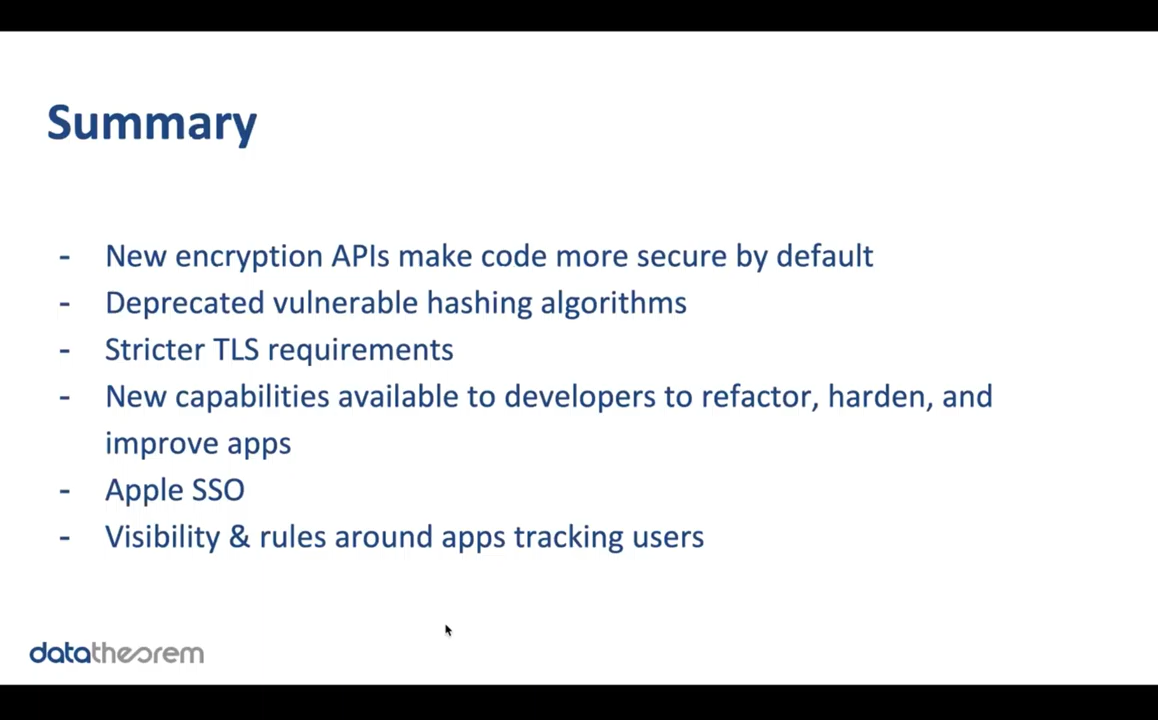 Summary
- New encryption APIs make code more secure by default
- Deprecated vulnerable hashing algorithms
- Stricter TLS requirements
- New capabilities available to developers to refactor, harden, and
improve apps
- Apple SSO
- Visibility & rules around apps tracking users
datatheorem